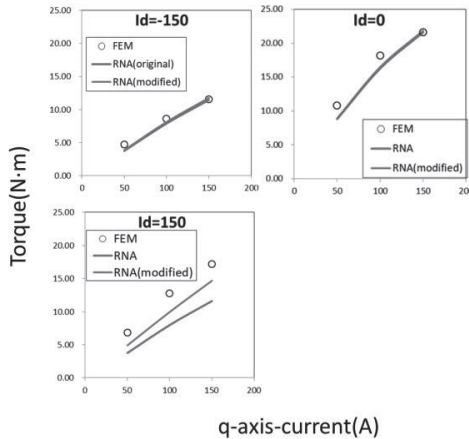 Id=-150
25.00
20.00
15.00
10.00
5.00
0.00
FEM
RNA(original)
RNA(modified)
0 50 100 150 200
Id=0
25.00
20.00
15.00
10.00
5.00
0.00
FEM
RNA
RNA(modified)
0 50 100 150 200
Id=150
25.00
20.00
15.00
10.00
5.00
0.00
FEM
RNA
RNA(modified)
0 50 100 150 200
Torque(N·m)
q-axis-current(A)